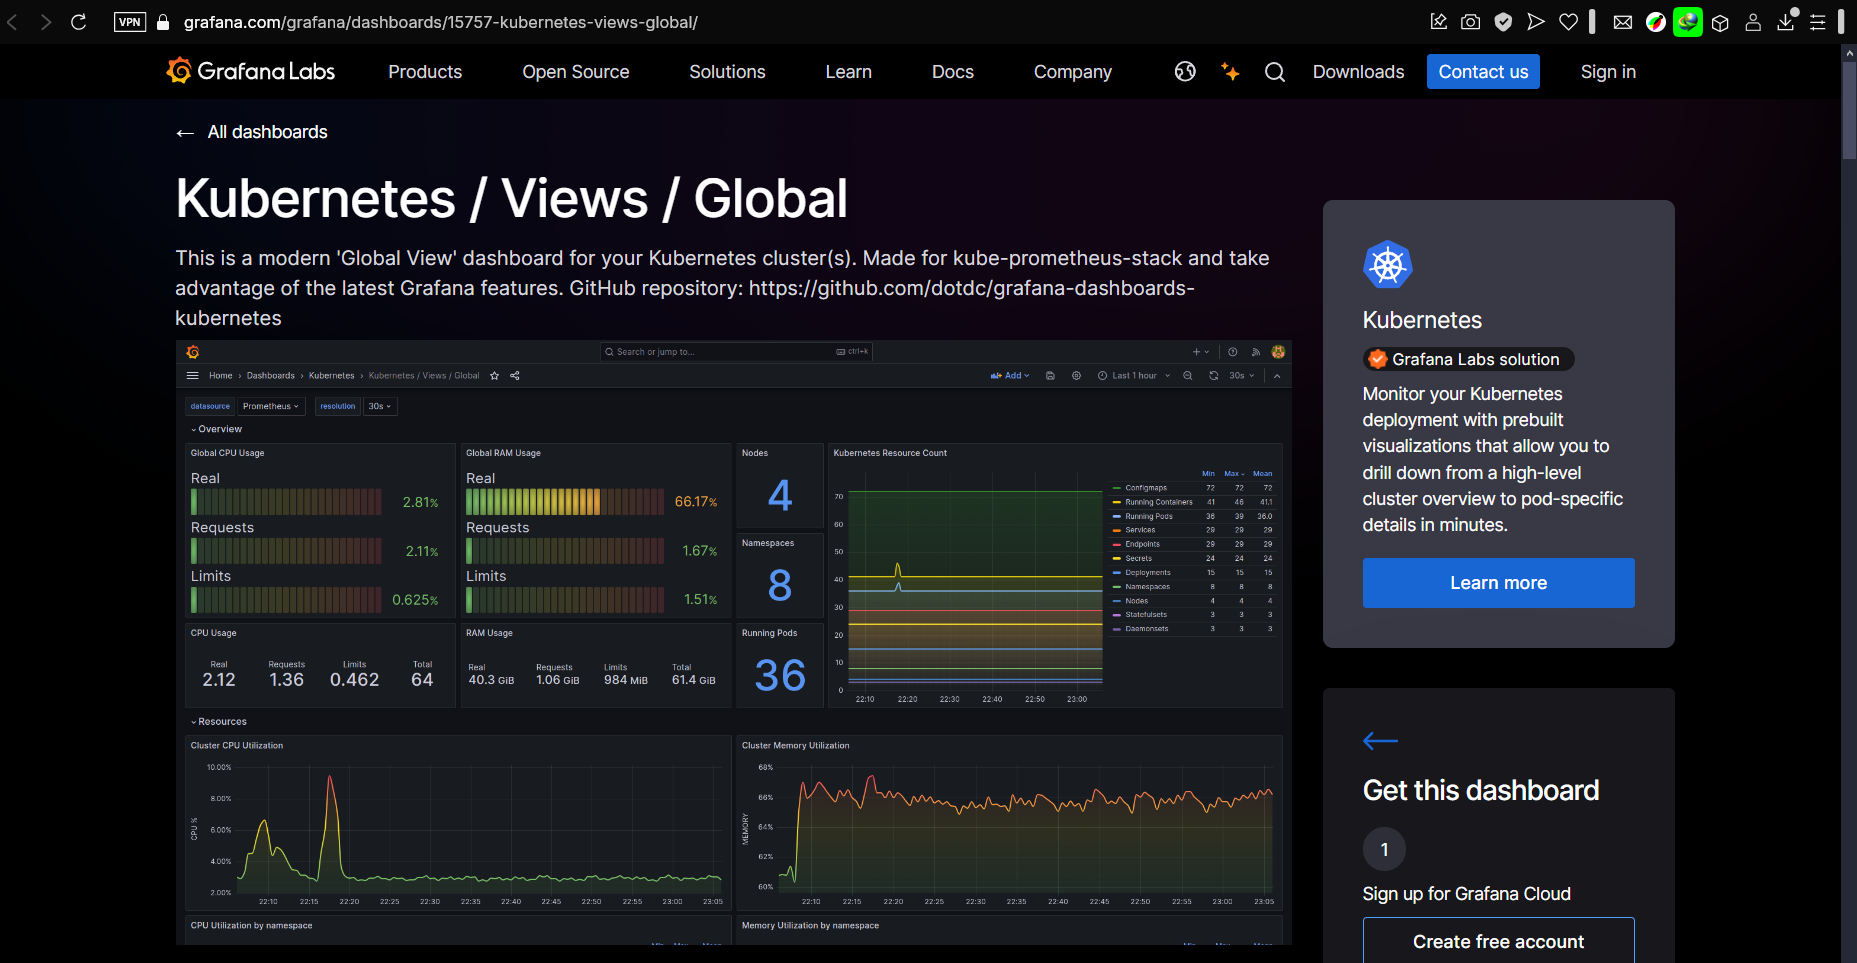 VPN grafana.com/grafana/dashboards/15757-kubernetes-views-global/
Grafana Labs Products Open Source Solutions Learn Docs Company Downloads Contact us Sign in
← All dashboards
Kubernetes / Views / Global
This is a modern 'Global View' dashboard for your Kubernetes cluster(s). Made for kube-prometheus-stack and take
advantage of the latest Grafana features. GitHub repository: https://github.com/dotdc/grafana-dashboards-
kubernetes
Search or jump to... ctrl+k
Home › Dashboards › Kubernetes › Kubernetes / Views / Global Add Last 1 hour 30s
datasource Prometheus resolution 30s
Overview
Global CPU Usage
Real
2.81%
Requests
2.11%
Limits
0.625%
Global RAM Usage
Real
66.17%
Requests
1.67%
Limits
1.51%
Nodes
4
Namespaces
8
Running Pods
36
CPU Usage
Real Requests Limits Total
2.12 1.36 0.462 64
RAM Usage
Real Requests Limits Total
40.3 GiB 1.06 GiB 984 MiB 61.4 GiB
Kubernetes Resource Count
70
60
50
40
30
20
10
0
22:10 22:20 22:30 22:40 22:50 23:00
Min Max Mean
Configmaps 72 72 72
Running Containers 41 46 41.1
Running Pods 36 39 36.0
Services 29 29 29
Endpoints 29 29 29
Secrets 24 24 24
Deployments 15 15 15
Namespaces 8 8 8
Nodes 4 4 4
Statefulsets 3 3 3
Daemonsets 3 3 3
Resources
Cluster CPU Utilization
CPU %
10.00%
8.00%
6.00%
4.00%
2.00%
22:10 22:15 22:20 22:25 22:30 22:35 22:40 22:45 22:50 22:55 23:00 23:05
Cluster Memory Utilization
MEMORY
68%
66%
64%
62%
60%
22:10 22:15 22:20 22:25 22:30 22:35 22:40 22:45 22:50 22:55 23:00 23:05
CPU Utilization by namespace
Min Max Mean
Memory Utilization by namespace
Min Max Mean
Kubernetes
Grafana Labs solution
Monitor your Kubernetes
deployment with prebuilt
visualizations that allow you to
drill down from a high-level
cluster overview to pod-specific
details in minutes.
Learn more
Get this dashboard
1
Sign up for Grafana Cloud
Create free account